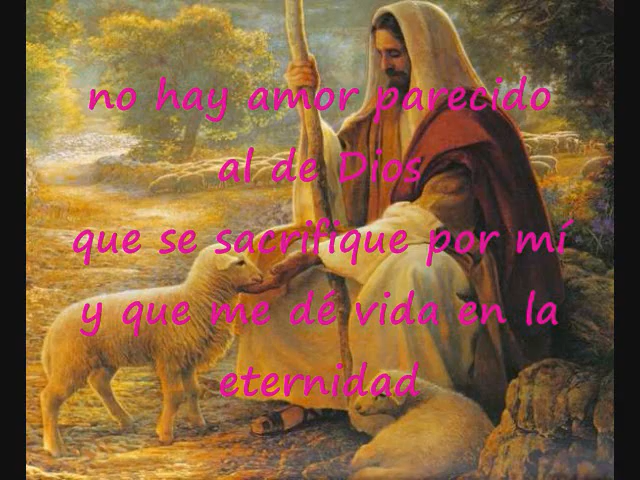 no hay amor parecido
al de Dios
que se sacrifique por mí
y que me dé vida en la
eternidad